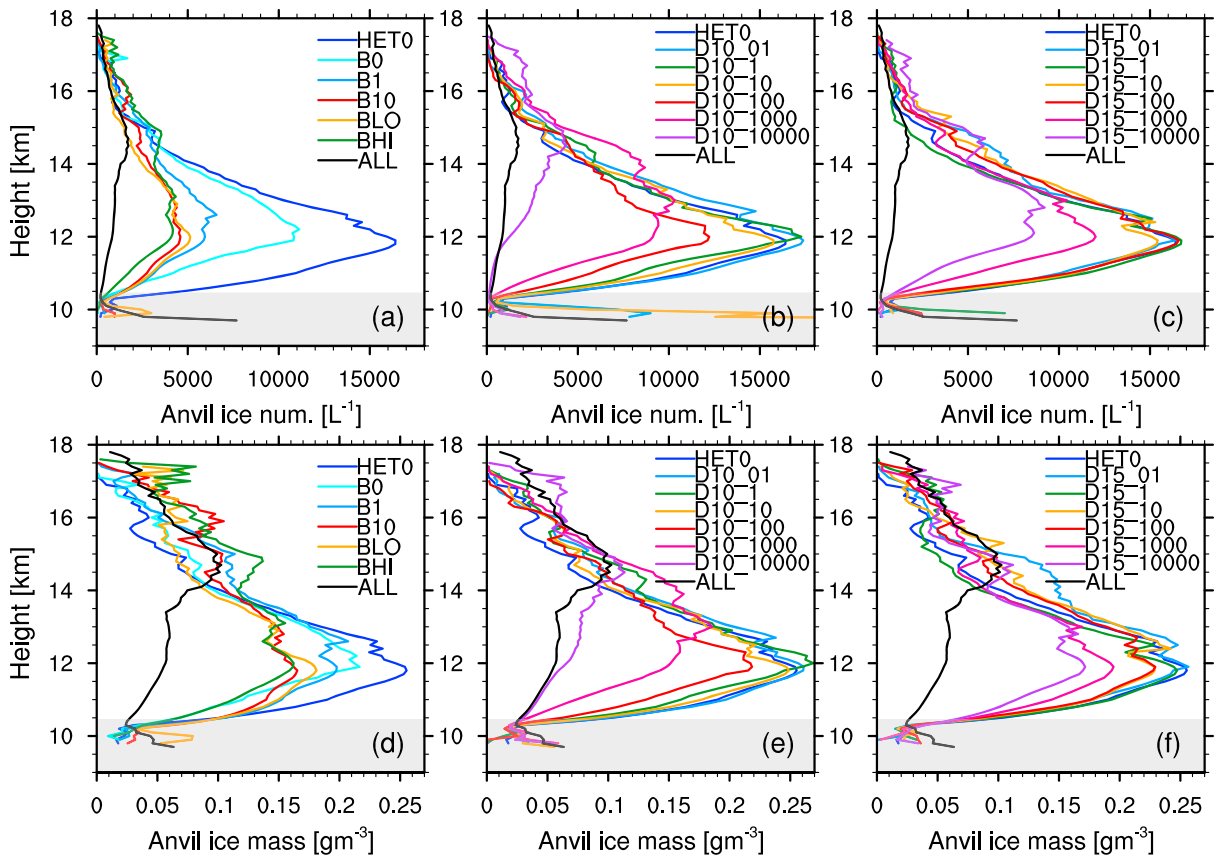 18
16
14
12
10
Height [km]
HET0
B0
B1
B10
BLO
BHI
ALL
(a)
0
5000
10000
15000
Anvil ice num. [L⁻¹]
18
16
14
12
10
HET0
D10_01
D10_1
D10_10
D10_100
D10_1000
D10_10000
ALL
(b)
0
5000
10000
15000
Anvil ice num. [L⁻¹]
18
16
14
12
10
HET0
D15_01
D15_1
D15_10
D15_100
D15_1000
D15_10000
ALL
(c)
0
5000
10000
15000
Anvil ice num. [L⁻¹]
18
16
14
12
10
Height [km]
HET0
B0
B1
B10
BLO
BHI
ALL
(d)
0
0.05
0.1
0.15
0.2
0.25
Anvil ice mass [gm⁻³]
18
16
14
12
10
HET0
D10_01
D10_1
D10_10
D10_100
D10_1000
D10_10000
ALL
(e)
0
0.05
0.1
0.15
0.2
0.25
Anvil ice mass [gm⁻³]
18
16
14
12
10
HET0
D15_01
D15_1
D15_10
D15_100
D15_1000
D15_10000
ALL
(f)
0
0.05
0.1
0.15
0.2
0.25
Anvil ice mass [gm⁻³]